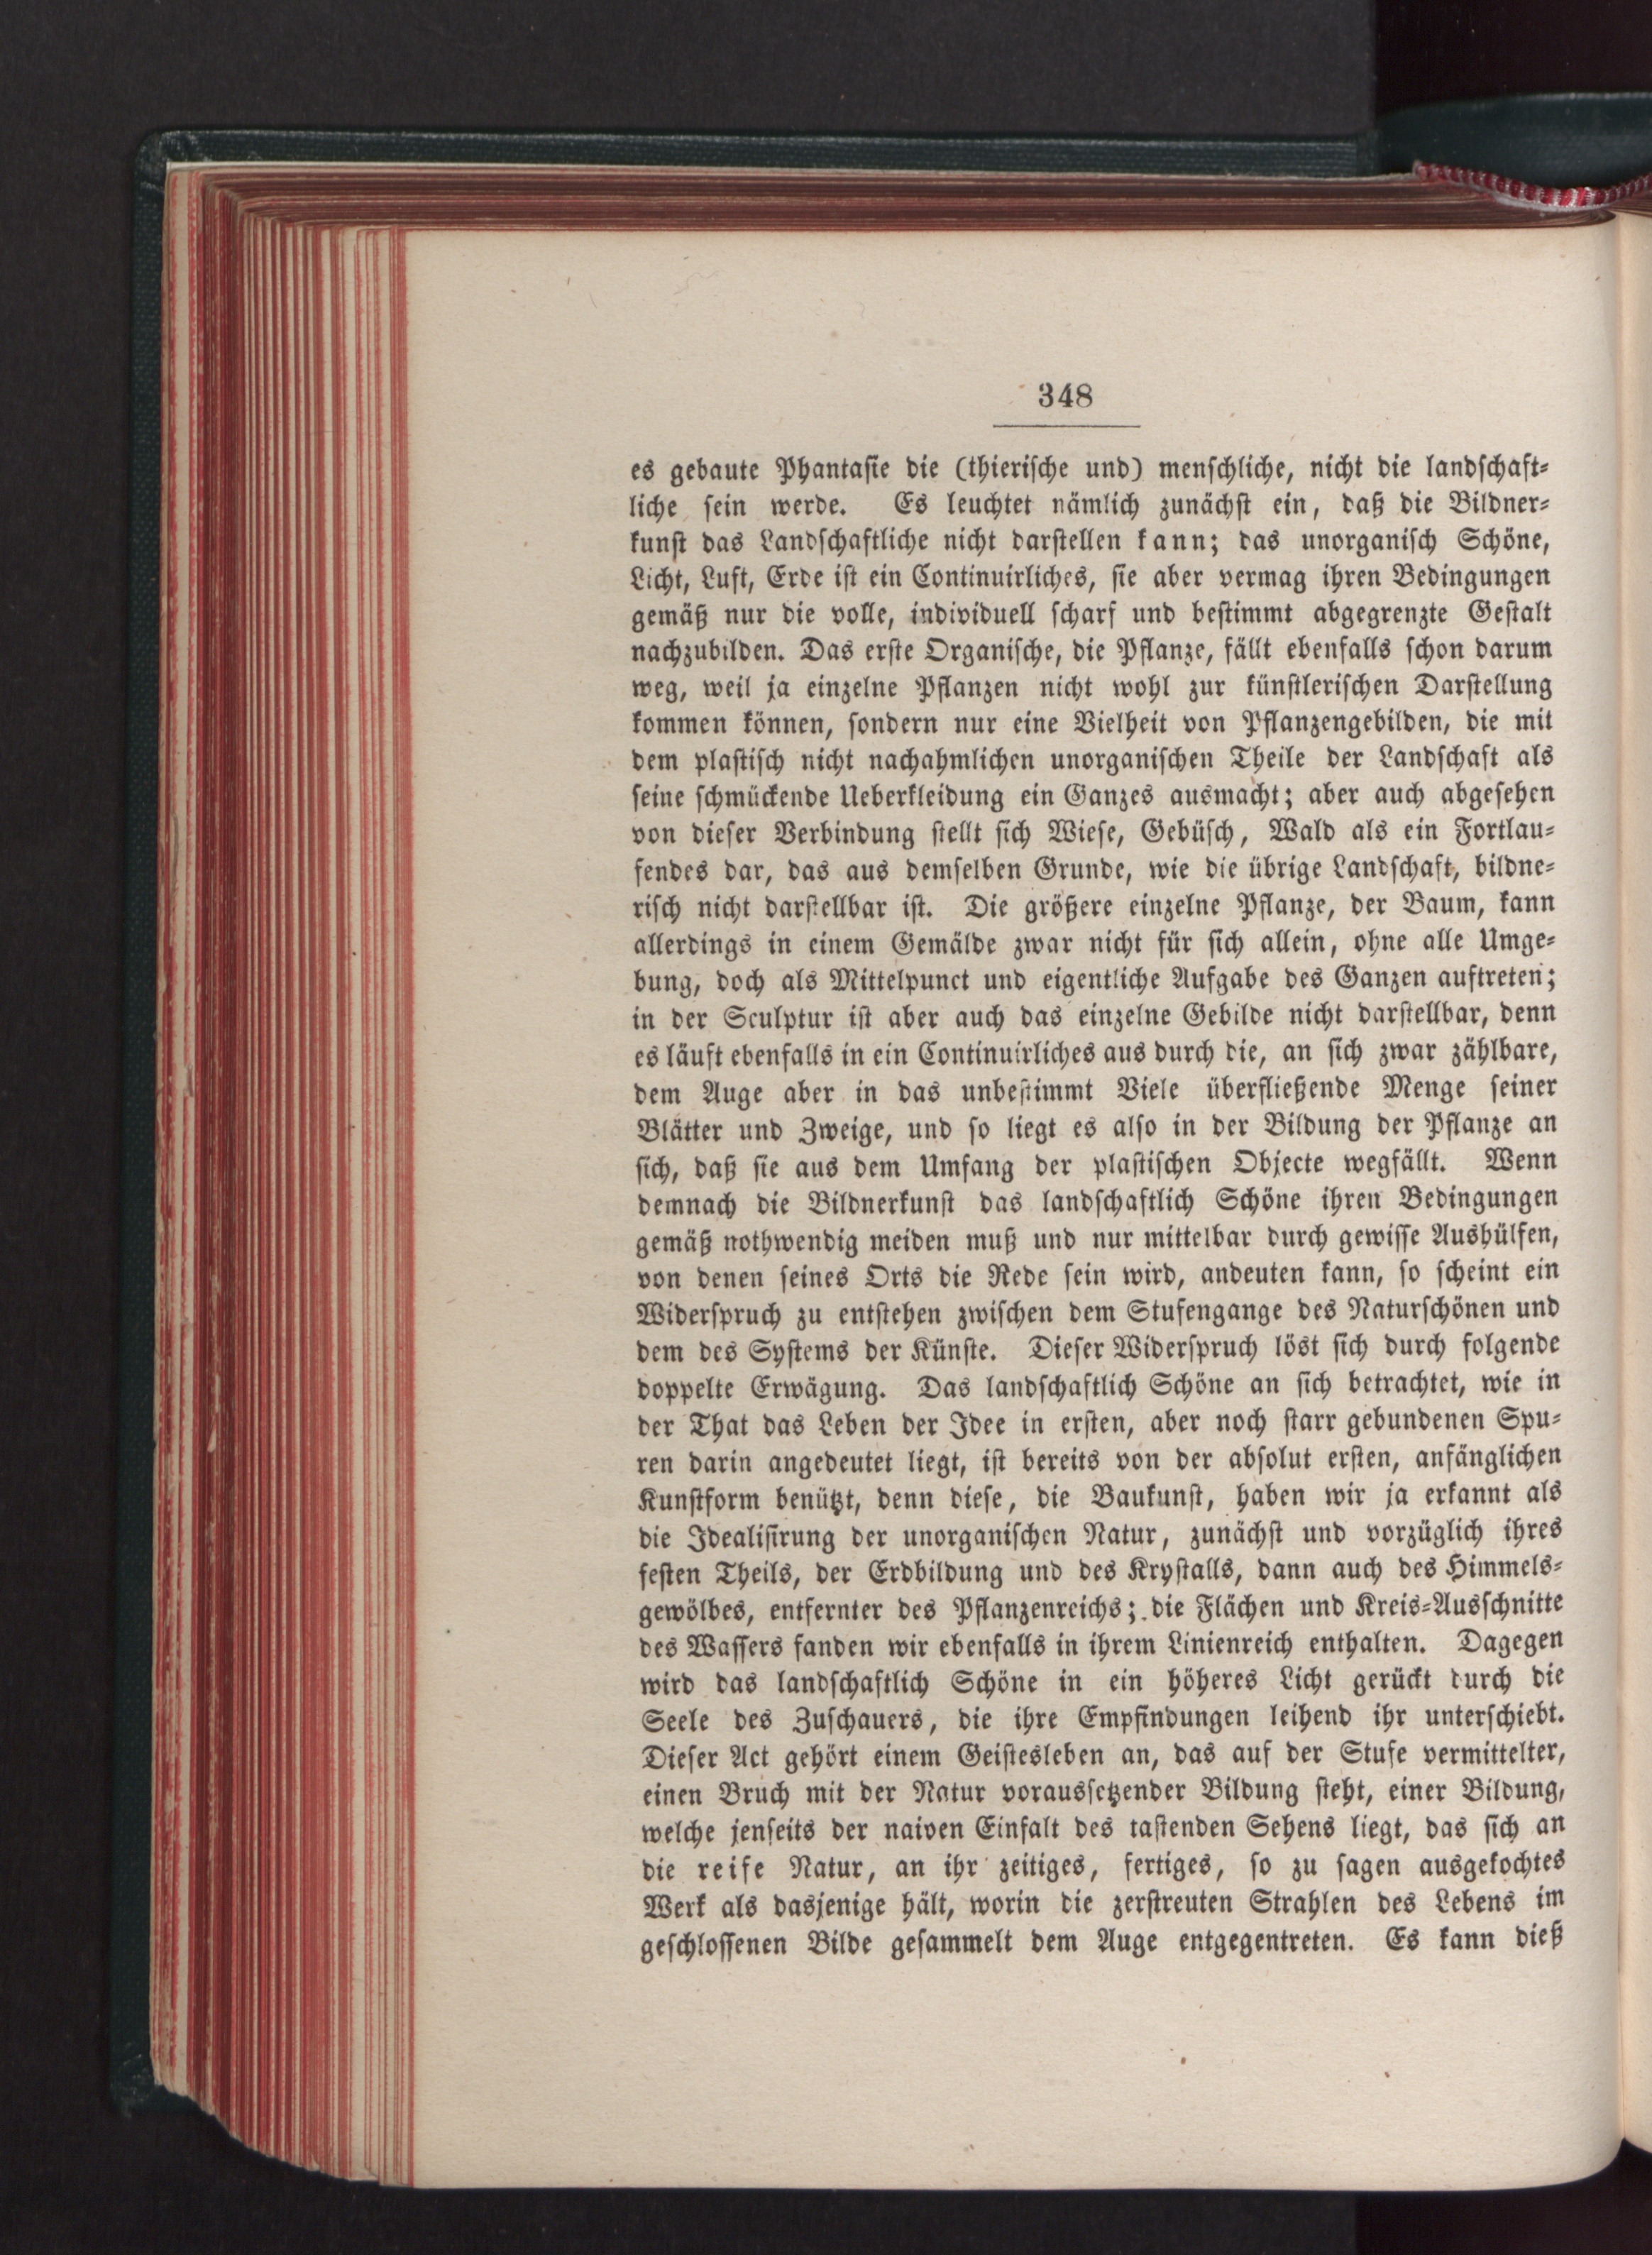 348
es gebaute Phantasie die (thierische und) menschliche, nicht die landschaft-
liche sein werde. Es leuchtet nämlich zunächst ein, daß die Bildner-
kunst das Landschaftliche nicht darstellen kann; das unorganisch Schöne,
Licht, Luft, Erde ist ein Continuirliches, sie aber vermag ihren Bedingungen
gemäß nur die volle, individuell scharf und bestimmt abgegrenzte Gestalt
nachzubilden. Das erste Organische, die Pflanze, fällt ebenfalls schon darum
weg, weil ja einzelne Pflanzen nicht wohl zur künstlerischen Darstellung
kommen können, sondern nur eine Vielheit von Pflanzengebilden, die mit
dem plastisch nicht nachahmlichen unorganischen Theile der Landschaft als
seine schmückende Ueberkleidung ein Ganzes ausmacht; aber auch abgesehen
von dieser Verbindung stellt sich Wiese, Gebüsch, Wald als ein Fortlau-
fendes dar, das aus demselben Grunde, wie die übrige Landschaft, bildne-
risch nicht darstellbar ist. Die größere einzelne Pflanze, der Baum, kann
allerdings in einem Gemälde zwar nicht für sich allein, ohne alle Umge-
bung, doch als Mittelpunct und eigentliche Aufgabe des Ganzen auftreten;
in der Sculptur ist aber auch das einzelne Gebilde nicht darstellbar, denn
es läuft ebenfalls in ein Continuirliches aus durch die, an sich zwar zählbare,
dem Auge aber in das unbestimmt Viele überfließende Menge seiner
Blätter und Zweige, und so liegt es also in der Bildung der Pflanze an
sich, daß sie aus dem Umfang der plastischen Objecte wegfällt. Wenn
demnach die Bildnerkunst das landschaftlich Schöne ihren Bedingungen
gemäß nothwendig meiden muß und nur mittelbar durch gewisse Aushülfen,
von denen seines Orts die Rede sein wird, andeuten kann, so scheint ein
Widerspruch zu entstehen zwischen dem Stufengange des Naturschönen und
dem des Systems der Künste. Dieser Widerspruch löst sich durch folgende
doppelte Erwägung. Das landschaftlich Schöne an sich betrachtet, wie in
der That das Leben der Idee in ersten, aber noch starr gebundenen Spu-
ren darin angedeutet liegt, ist bereits von der absolut ersten, anfänglichen
Kunstform benützt, denn diese, die Baukunst, haben wir ja erkannt als
die Idealisirung der unorganischen Natur, zunächst und vorzüglich ihres
festen Theils, der Erdbildung und des Krystalls, dann auch des Himmels-
gewölbes, entfernter des Pflanzenreichs; die Flächen und Kreis-Ausschnitte
des Wassers fanden wir ebenfalls in ihrem Linienreich enthalten. Dagegen
wird das landschaftlich Schöne in ein höheres Licht gerückt durch die
Seele des Zuschauers, die ihre Empfindungen leihend ihr unterschiebt.
Dieser Act gehört einem Geistesleben an, das auf der Stufe vermittelter,
einen Bruch mit der Natur voraussetzender Bildung steht, einer Bildung,
welche jenseits der naiven Einfalt des tastenden Sehens liegt, das sich an
die reife Natur, an ihr zeitiges, fertiges, so zu sagen ausgekochtes
Werk als dasjenige hält, worin die zerstreuten Strahlen des Lebens im
geschlossenen Bilde gesammelt dem Auge entgegentreten. Es kann dieß